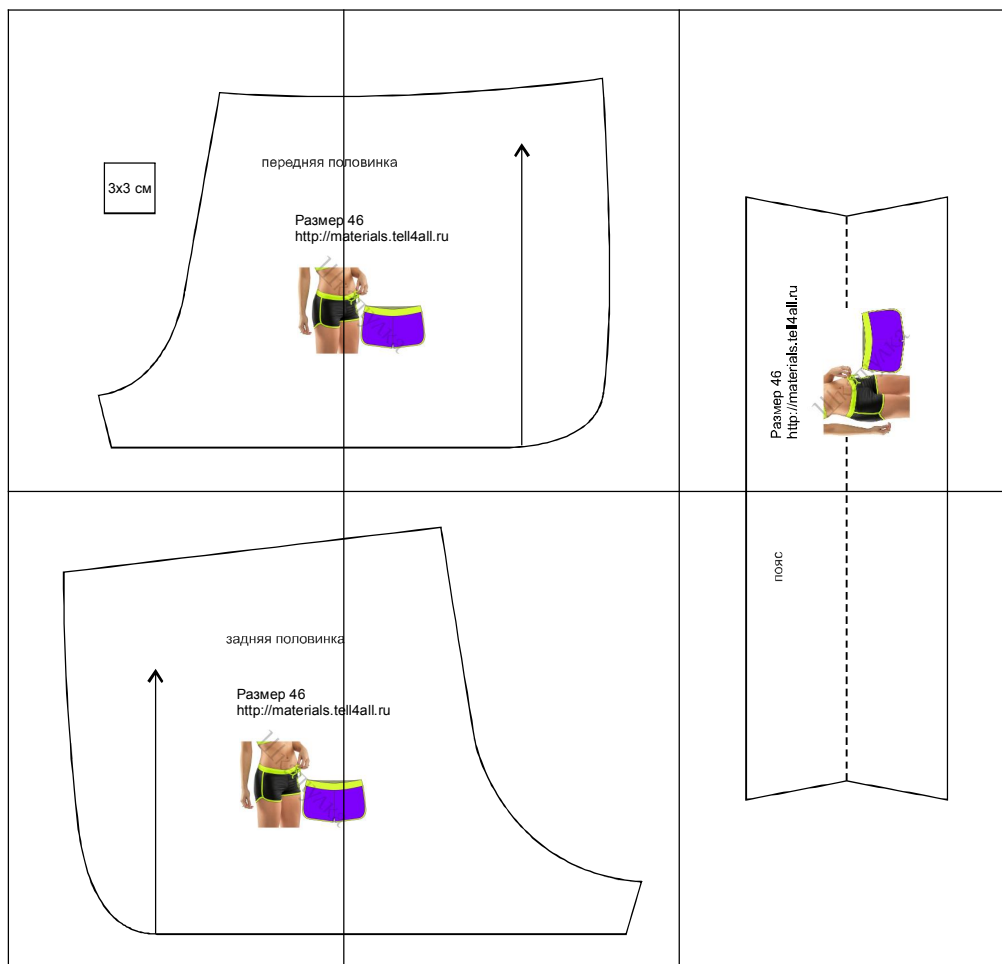 передняя половинка
3x3 см
Размер 46
http://materials.tell4all.ru
Размер 46
http://materials.tell4all.ru
пояс
задняя половинка
Размер 46
http://materials.tell4all.ru